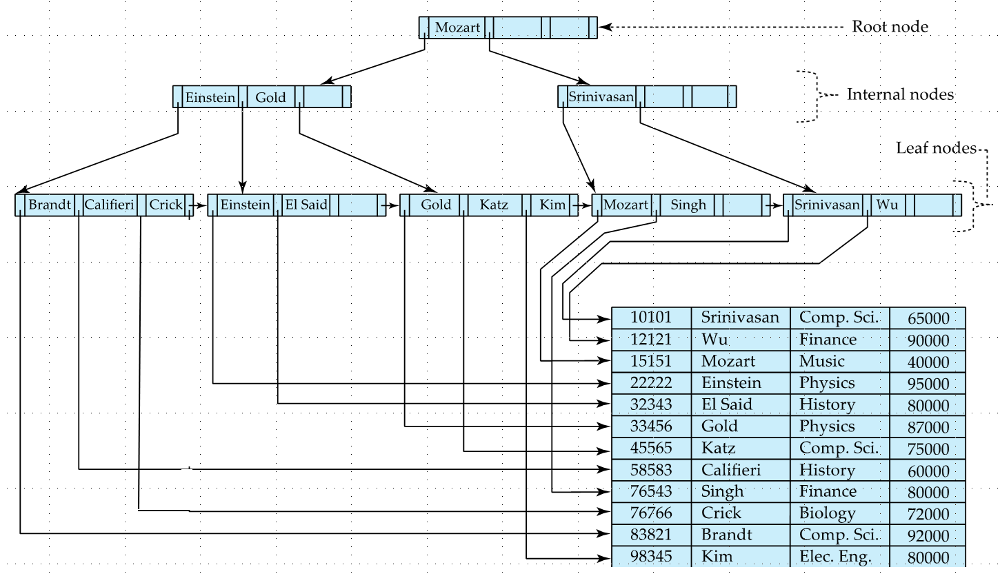 Mozart
Root node
Einstein Gold
Srinivasan
Internal nodes
Leaf nodes
Brandt Califieri Crick
Einstein El Said
Gold Katz Kim
Mozart Singh
Srinivasan Wu
10101 Srinivasan Comp. Sci. 65000
12121 Wu Finance 90000
15151 Mozart Music 40000
22222 Einstein Physics 95000
32343 El Said History 80000
33456 Gold Physics 87000
45565 Katz Comp. Sci. 75000
58583 Califieri History 60000
76543 Singh Finance 80000
76766 Crick Biology 72000
83821 Brandt Comp. Sci. 92000
98345 Kim Elec. Eng. 80000